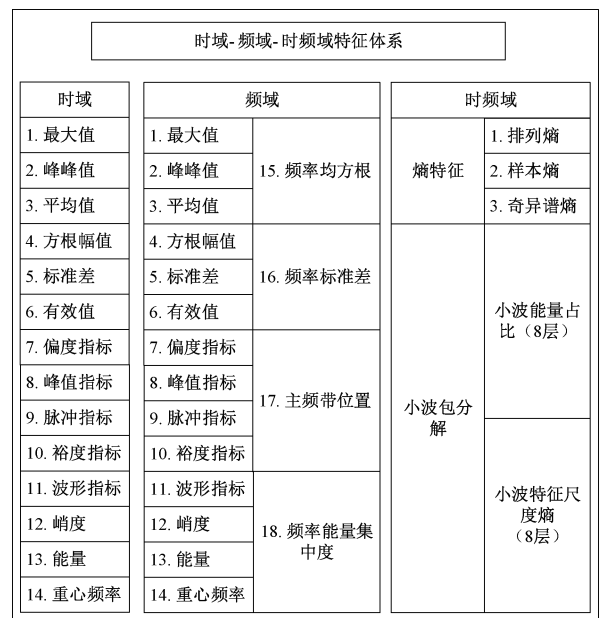 时域-频域-时频域特征体系
时域
1. 最大值
2. 峰峰值
3. 平均值
4. 方根幅值
5. 标准差
6. 有效值
7. 偏度指标
8. 峰值指标
9. 脉冲指标
10. 裕度指标
11. 波形指标
12. 峭度
13. 能量
14. 重心频率
频域
1. 最大值
2. 峰峰值
3. 平均值
4. 方根幅值
5. 标准差
6. 有效值
7. 偏度指标
8. 峰值指标
9. 脉冲指标
10. 裕度指标
11. 波形指标
12. 峭度
13. 能量
14. 重心频率
15. 频率均方根
16. 频率标准差
17. 主频带位置
18. 频率能量集
中度
时频域
熵特征
1. 排列熵
2. 样本熵
3. 奇异谱熵
小波包分
解
小波能量占
比（8层）
小波特征尺
度熵
（8层）